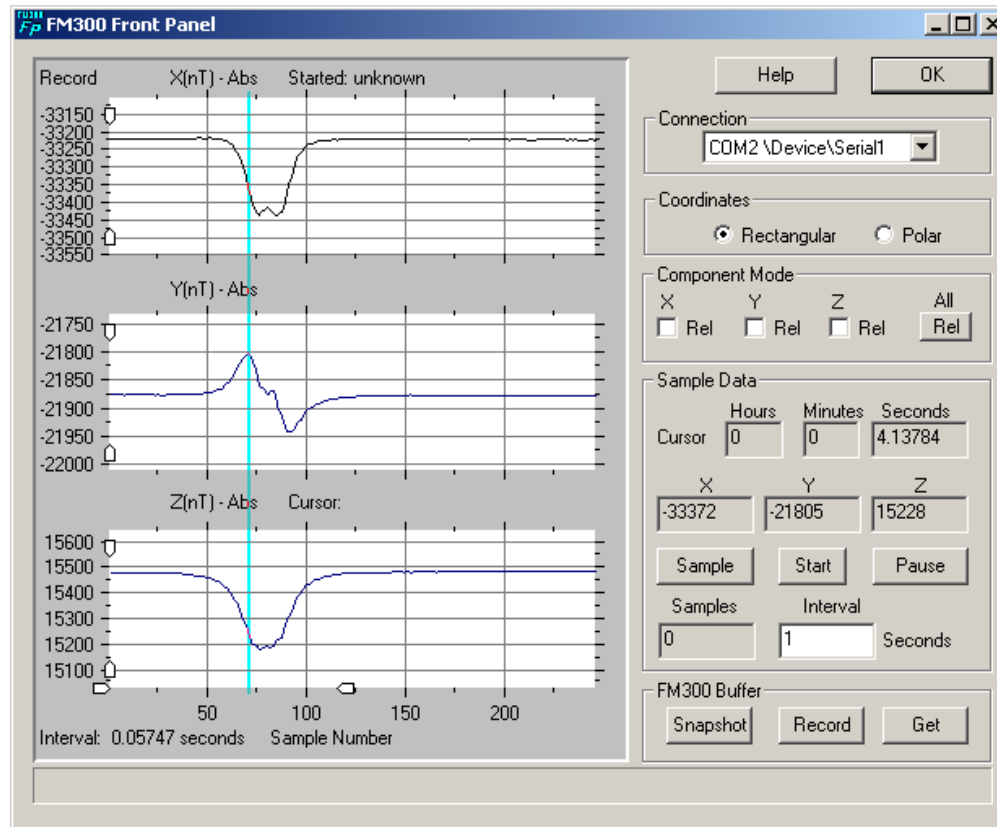 FM300
Fp FM300 Front Panel
Record X(nT) - Abs Started: unknown
-33150
-33200
-33250
-33300
-33350
-33400
-33450
-33500
-33550
Y(nT) - Abs
-21750
-21800
-21850
-21900
-21950
-22000
Z(nT) - Abs Cursor:
15600
15500
15400
15300
15200
15100
50 100 150 200
Interval: 0.05747 seconds Sample Number
Help OK
Connection
COM2 \Device\Serial1
Coordinates
Rectangular Polar
Component Mode
X Y Z All
Rel Rel Rel Rel
Sample Data
Hours Minutes Seconds
Cursor 0 0 4.13784
X Y Z
-33372 -21805 15228
Sample Start Pause
Samples Interval
0 1 Seconds
FM300 Buffer
Snapshot Record Get